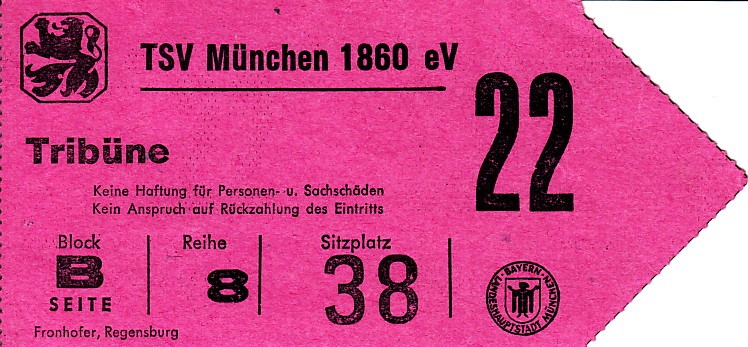 TSV München 1860 eV
22
Tribüne
Keine Haftung für Personen- u. Sachschäden
Kein Anspruch auf Rückzahlung des Eintritts
Block Reihe Sitzplatz
B 8 38
SEITE
· BAYERN · LANDESHAUPTSTADT MÜNCHEN
Fronhofer, Regensburg